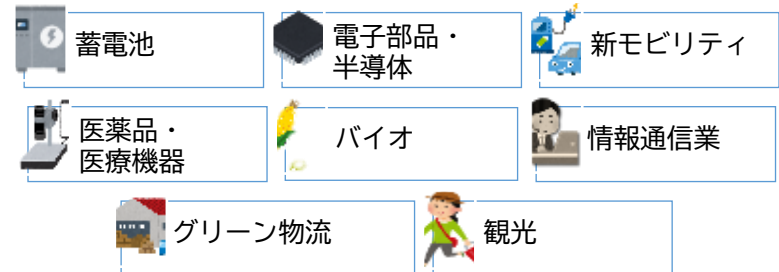 蓄電池
電子部品・
半導体
新モビリティ
医薬品・
医療機器
バイオ
情報通信業
グリーン物流
観光